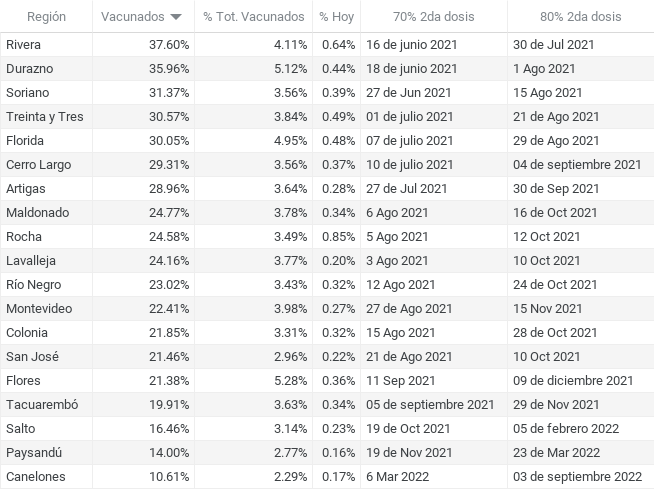 Región Vacunados % Tot. Vacunados % Hoy 70% 2da dosis 80% 2da dosis
Rivera 37.60% 4.11% 0.64% 16 de junio 2021 30 de Jul 2021
Durazno 35.96% 5.12% 0.44% 18 de junio 2021 1 Ago 2021
Soriano 31.37% 3.56% 0.39% 27 de Jun 2021 15 Ago 2021
Treinta y Tres 30.57% 3.84% 0.49% 01 de julio 2021 21 de Ago 2021
Florida 30.05% 4.95% 0.48% 07 de julio 2021 29 de Ago 2021
Cerro Largo 29.31% 3.56% 0.37% 10 de julio 2021 04 de septiembre 2021
Artigas 28.96% 3.64% 0.28% 27 de Jul 2021 30 de Sep 2021
Maldonado 24.77% 3.78% 0.34% 6 Ago 2021 16 de Oct 2021
Rocha 24.58% 3.49% 0.85% 5 Ago 2021 12 Oct 2021
Lavalleja 24.16% 3.77% 0.20% 3 Ago 2021 10 Oct 2021
Río Negro 23.02% 3.43% 0.32% 12 Ago 2021 24 de Oct 2021
Montevideo 22.41% 3.98% 0.27% 27 de Ago 2021 15 Nov 2021
Colonia 21.85% 3.31% 0.32% 15 Ago 2021 28 de Oct 2021
San José 21.46% 2.96% 0.22% 21 de Ago 2021 10 Oct 2021
Flores 21.38% 5.28% 0.36% 11 Sep 2021 09 de diciembre 2021
Tacuarembó 19.91% 3.63% 0.34% 05 de septiembre 2021 29 de Nov 2021
Salto 16.46% 3.14% 0.23% 19 de Oct 2021 05 de febrero 2022
Paysandú 14.00% 2.77% 0.16% 19 de Nov 2021 23 de Mar 2022
Canelones 10.61% 2.29% 0.17% 6 Mar 2022 03 de septiembre 2022